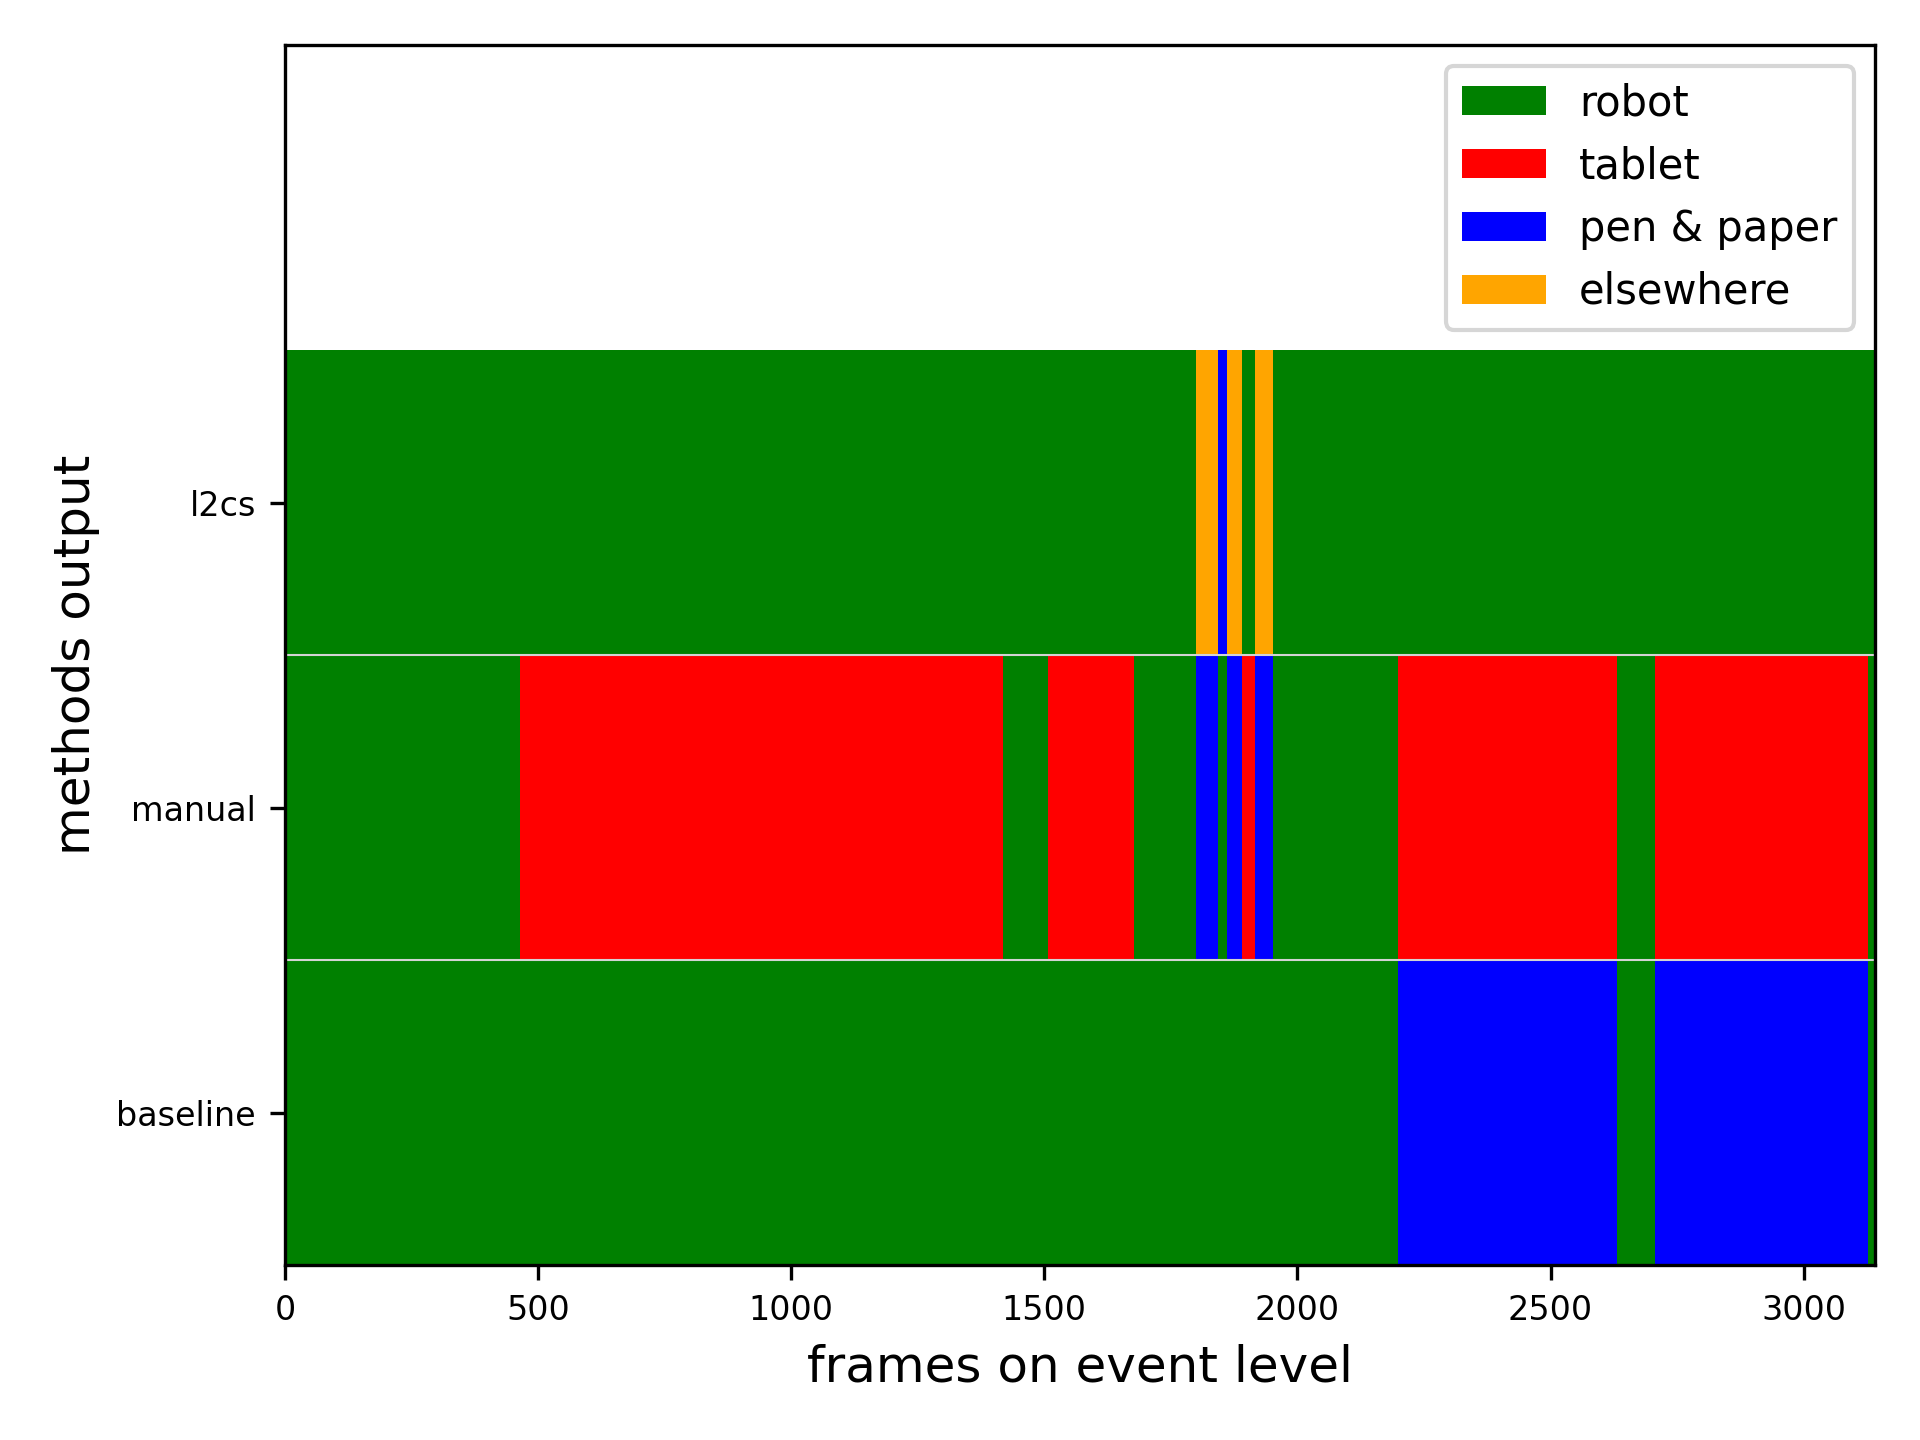 robot
tablet
pen & paper
elsewhere
methods output
l2cs
manual
baseline
0 500 1000 1500 2000 2500 3000
frames on event level